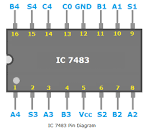 B4 S4 C4 C0 GND B1 A1 S1
16 15 14 13 12 11 10 9
IC 7483
1 2 3 4 5 6 7 8
A4 S3 A3 B3 Vcc S2 B2 A2
IC 7483 Pin Diagram